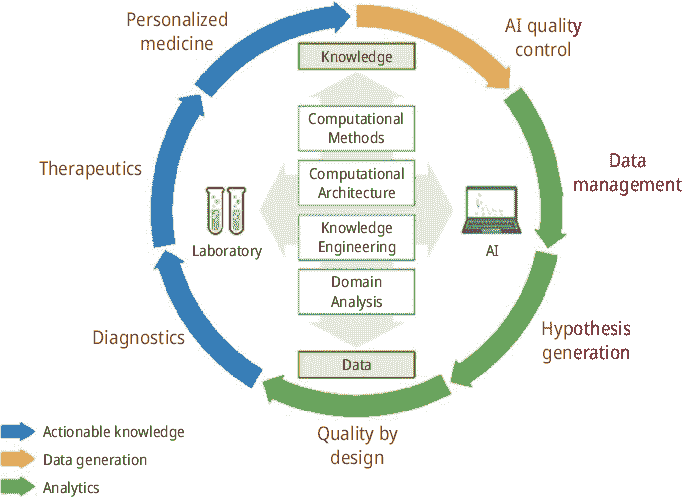 Personalized
medicine
AI quality
control
Knowledge
Computational
Methods
Therapeutics
Computational
Architecture
Data
management
Laboratory
Knowledge
Engineering
AI
Domain
Analysis
Diagnostics
Hypothesis
generation
Data
Quality by
design
Actionable knowledge
Data generation
Analytics